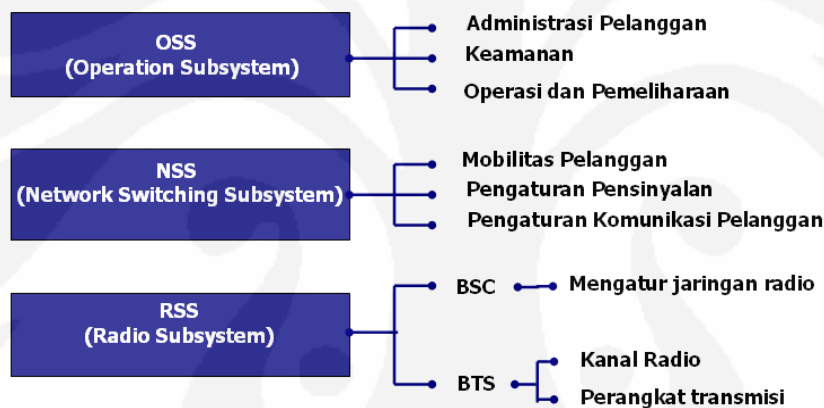 OSS
(Operation Subsystem)
Administrasi Pelanggan
Keamanan
Operasi dan Pemeliharaan
NSS
(Network Switching Subsystem)
Mobilitas Pelanggan
Pengaturan Pensinyalan
Pengaturan Komunikasi Pelanggan
RSS
(Radio Subsystem)
BSC
Mengatur jaringan radio
BTS
Kanal Radio
Perangkat transmisi